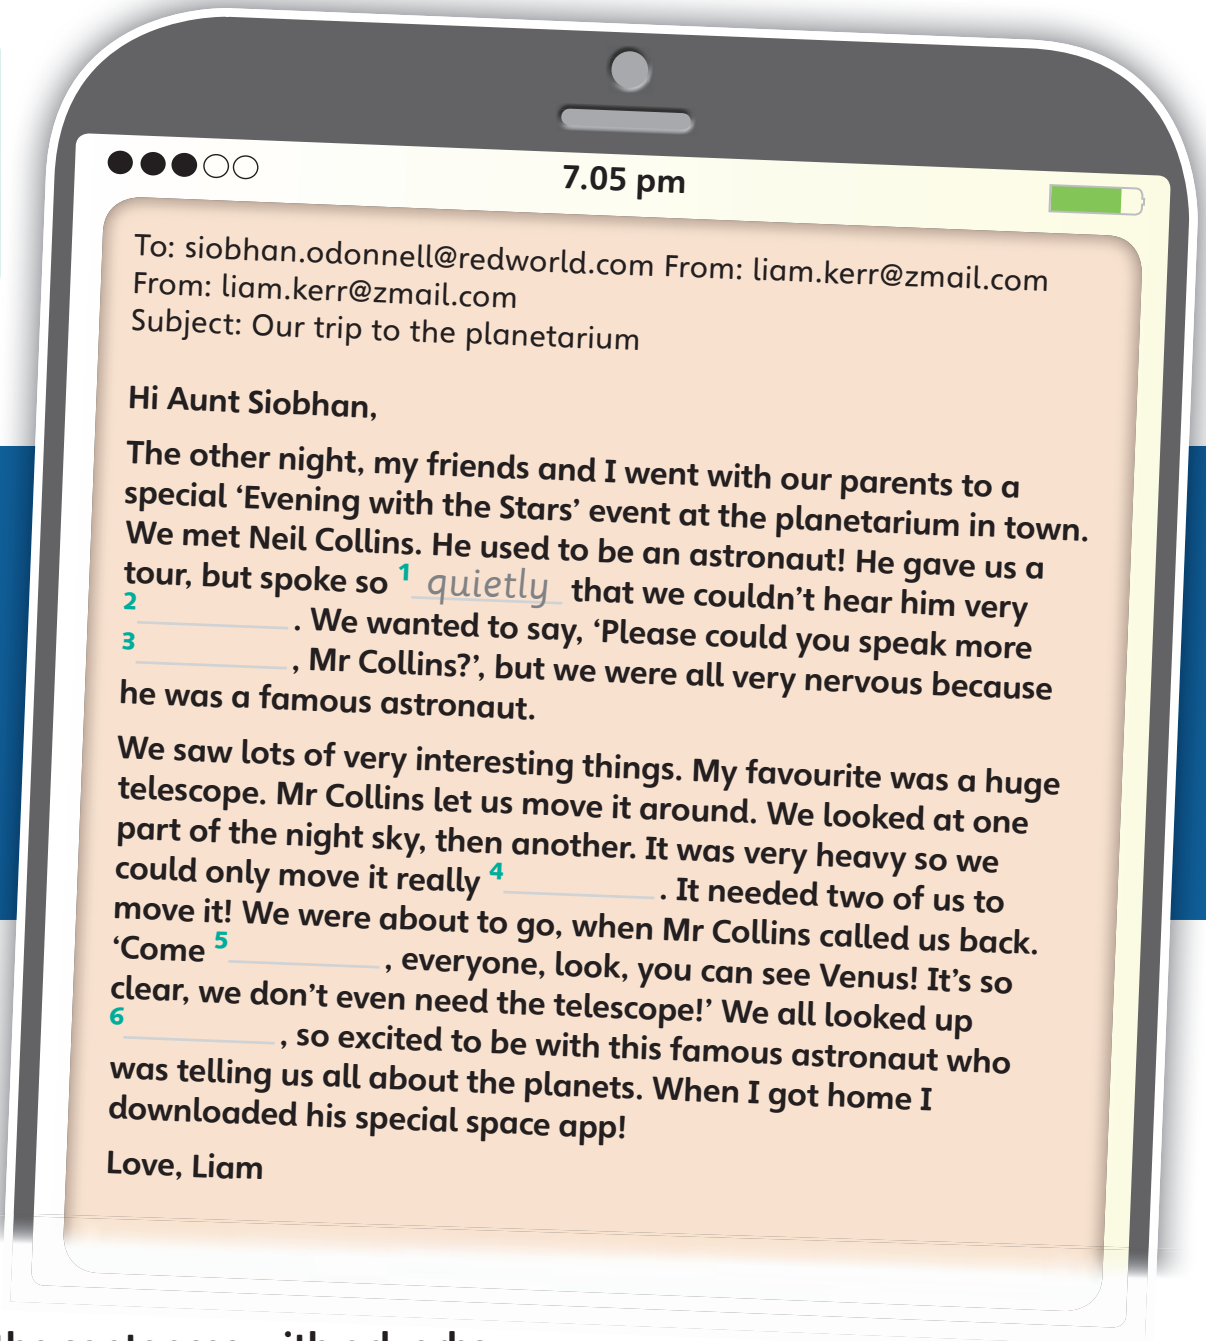 7.05 pm
To: siobhan.odonnell@redworld.com From: liam.kerr@zmail.com
From: liam.kerr@zmail.com
Subject: Our trip to the planetarium
Hi Aunt Siobhan,
The other night, my friends and I went with our parents to a
special ‘Evening with the Stars’ event at the planetarium in town.
We met Neil Collins. He used to be an astronaut! He gave us a
tour, but spoke so 1 quietly that we couldn’t hear him very
2 . We wanted to say, ‘Please could you speak more
3 , Mr Collins?’, but we were all very nervous because
he was a famous astronaut.
We saw lots of very interesting things. My favourite was a huge
telescope. Mr Collins let us move it around. We looked at one
part of the night sky, then another. It was very heavy so we
could only move it really 4 . It needed two of us to
move it! We were about to go, when Mr Collins called us back.
‘Come 5 , everyone, look, you can see Venus! It’s so
clear, we don’t even need the telescope!’ We all looked up
6 , so excited to be with this famous astronaut who
was telling us all about the planets. When I got home I
downloaded his special space app!
Love, Liam